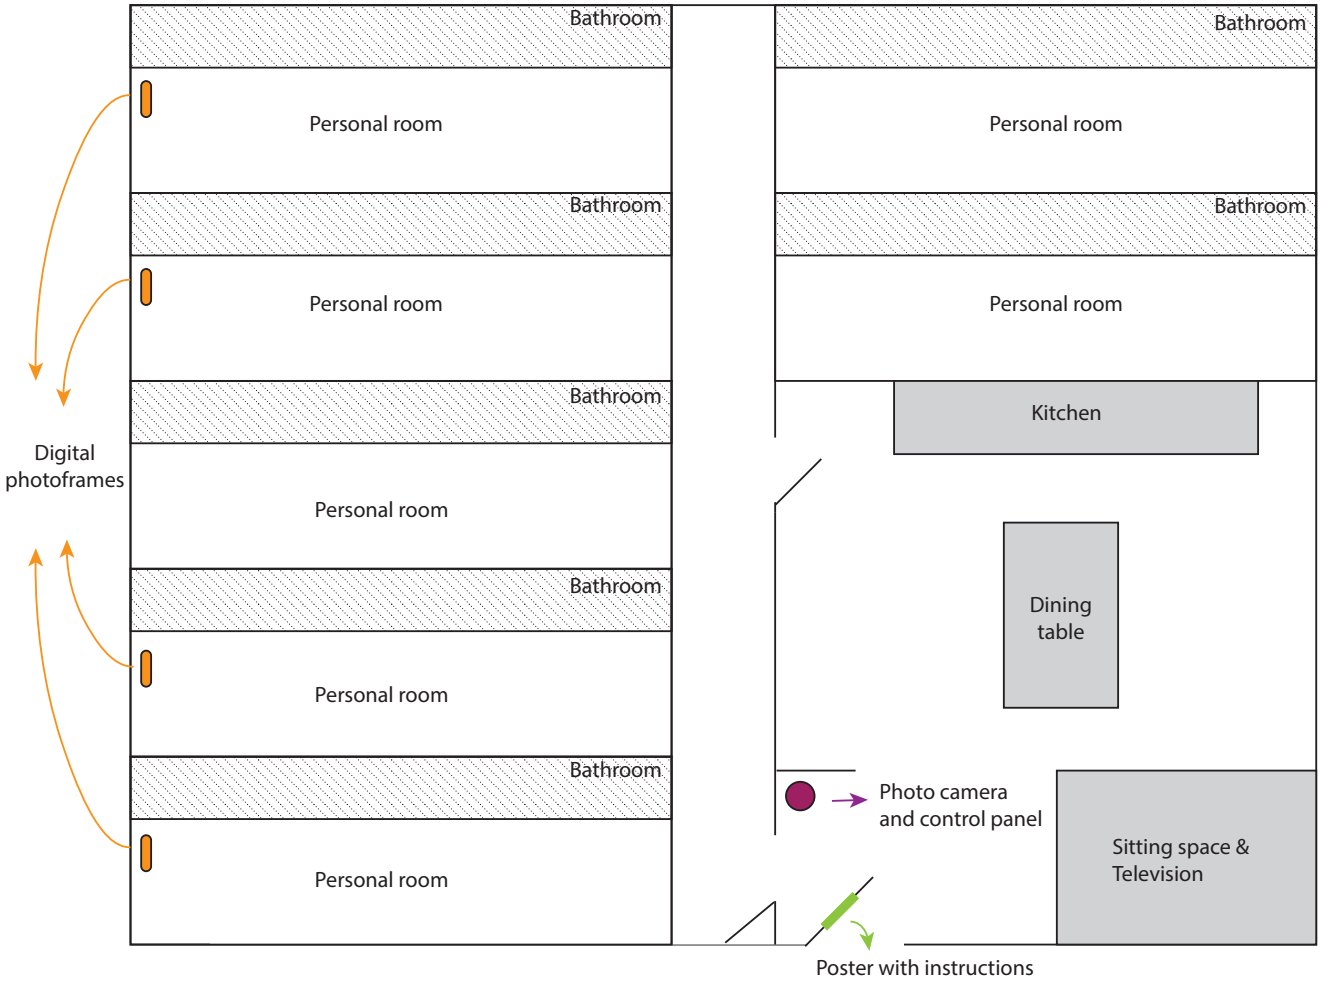 Bathroom
Bathroom
Personal room
Personal room
Bathroom
Bathroom
Personal room
Personal room
Bathroom
Kitchen
Digital
photoframes
Personal room
Bathroom
Dining
table
Personal room
Bathroom
Photo camera
and control panel
Sitting space &
Television
Personal room
Poster with instructions